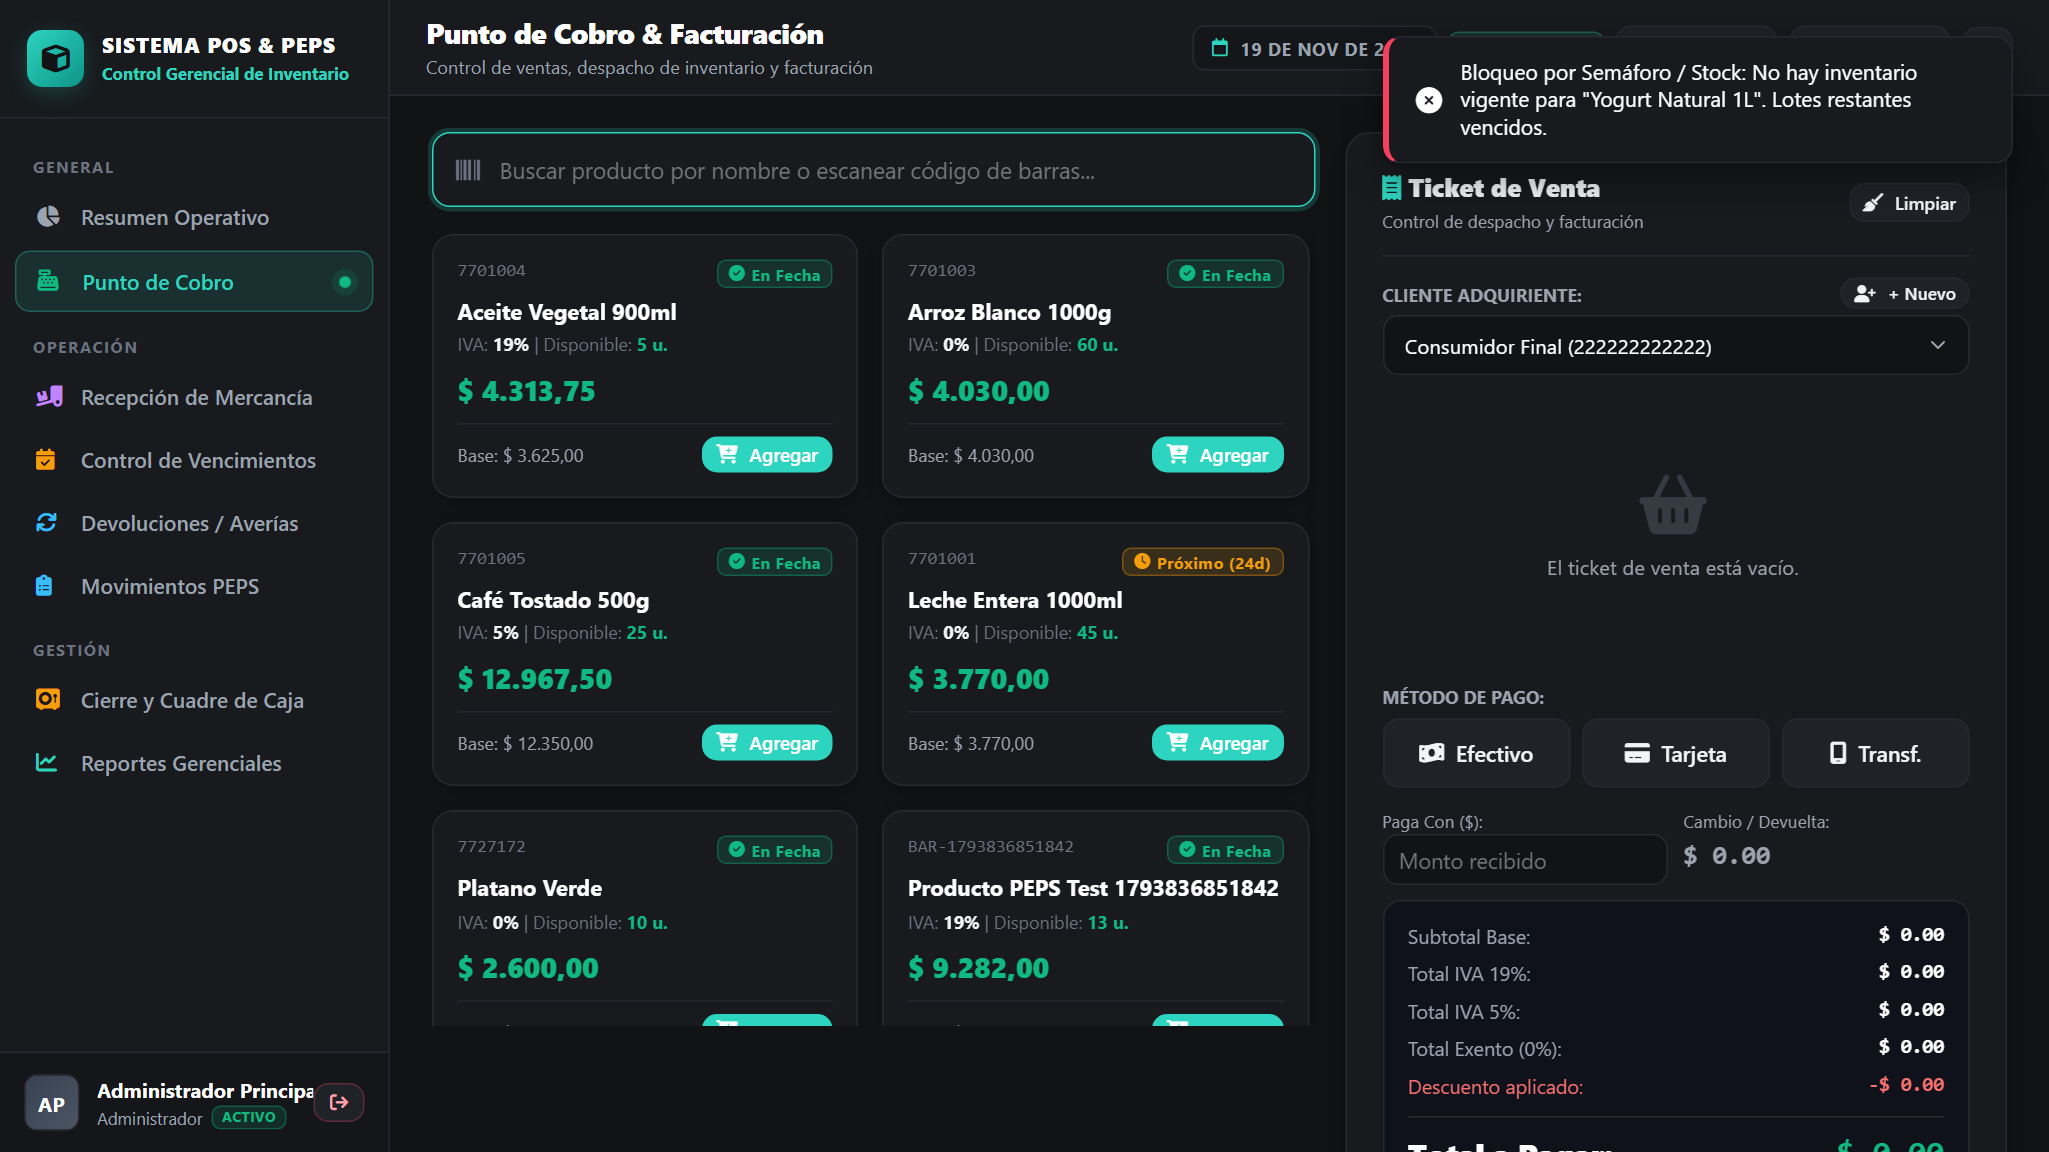 SISTEMA POS & PEPS
Control Gerencial de Inventario
GENERAL
Resumen Operativo
Punto de Cobro
OPERACIÓN
Recepción de Mercancía
Control de Vencimientos
Devoluciones / Averías
Movimientos PEPS
GESTIÓN
Cierre y Cuadre de Caja
Reportes Gerenciales
AP
Administrador Principa
Administrador ACTIVO
Punto de Cobro & Facturación
Control de ventas, despacho de inventario y facturación
19 DE NOV DE 2
Bloqueo por Semáforo / Stock: No hay inventario
vigente para "Yogurt Natural 1L". Lotes restantes
vencidos.
Buscar producto por nombre o escanear código de barras...
7701004 En Fecha
Aceite Vegetal 900ml
IVA: 19% | Disponible: 5 u.
$ 4.313,75
Base: $ 3.625,00 Agregar
7701003 En Fecha
Arroz Blanco 1000g
IVA: 0% | Disponible: 60 u.
$ 4.030,00
Base: $ 4.030,00 Agregar
7701005 En Fecha
Café Tostado 500g
IVA: 5% | Disponible: 25 u.
$ 12.967,50
Base: $ 12.350,00 Agregar
7701001 Próximo (24d)
Leche Entera 1000ml
IVA: 0% | Disponible: 45 u.
$ 3.770,00
Base: $ 3.770,00 Agregar
7727172 En Fecha
Platano Verde
IVA: 0% | Disponible: 10 u.
$ 2.600,00
BAR-1793836851842 En Fecha
Producto PEPS Test 1793836851842
IVA: 19% | Disponible: 13 u.
$ 9.282,00
Ticket de Venta
Control de despacho y facturación
Limpiar
CLIENTE ADQUIRIENTE: + Nuevo
Consumidor Final (222222222222)
El ticket de venta está vacío.
MÉTODO DE PAGO:
Efectivo Tarjeta Transf.
Paga Con ($): Cambio / Devuelta:
Monto recibido $ 0.00
Subtotal Base: $ 0.00
Total IVA 19%: $ 0.00
Total IVA 5%: $ 0.00
Total Exento (0%): $ 0.00
Descuento aplicado: -$ 0.00
Total a Pagar: $ 0.00